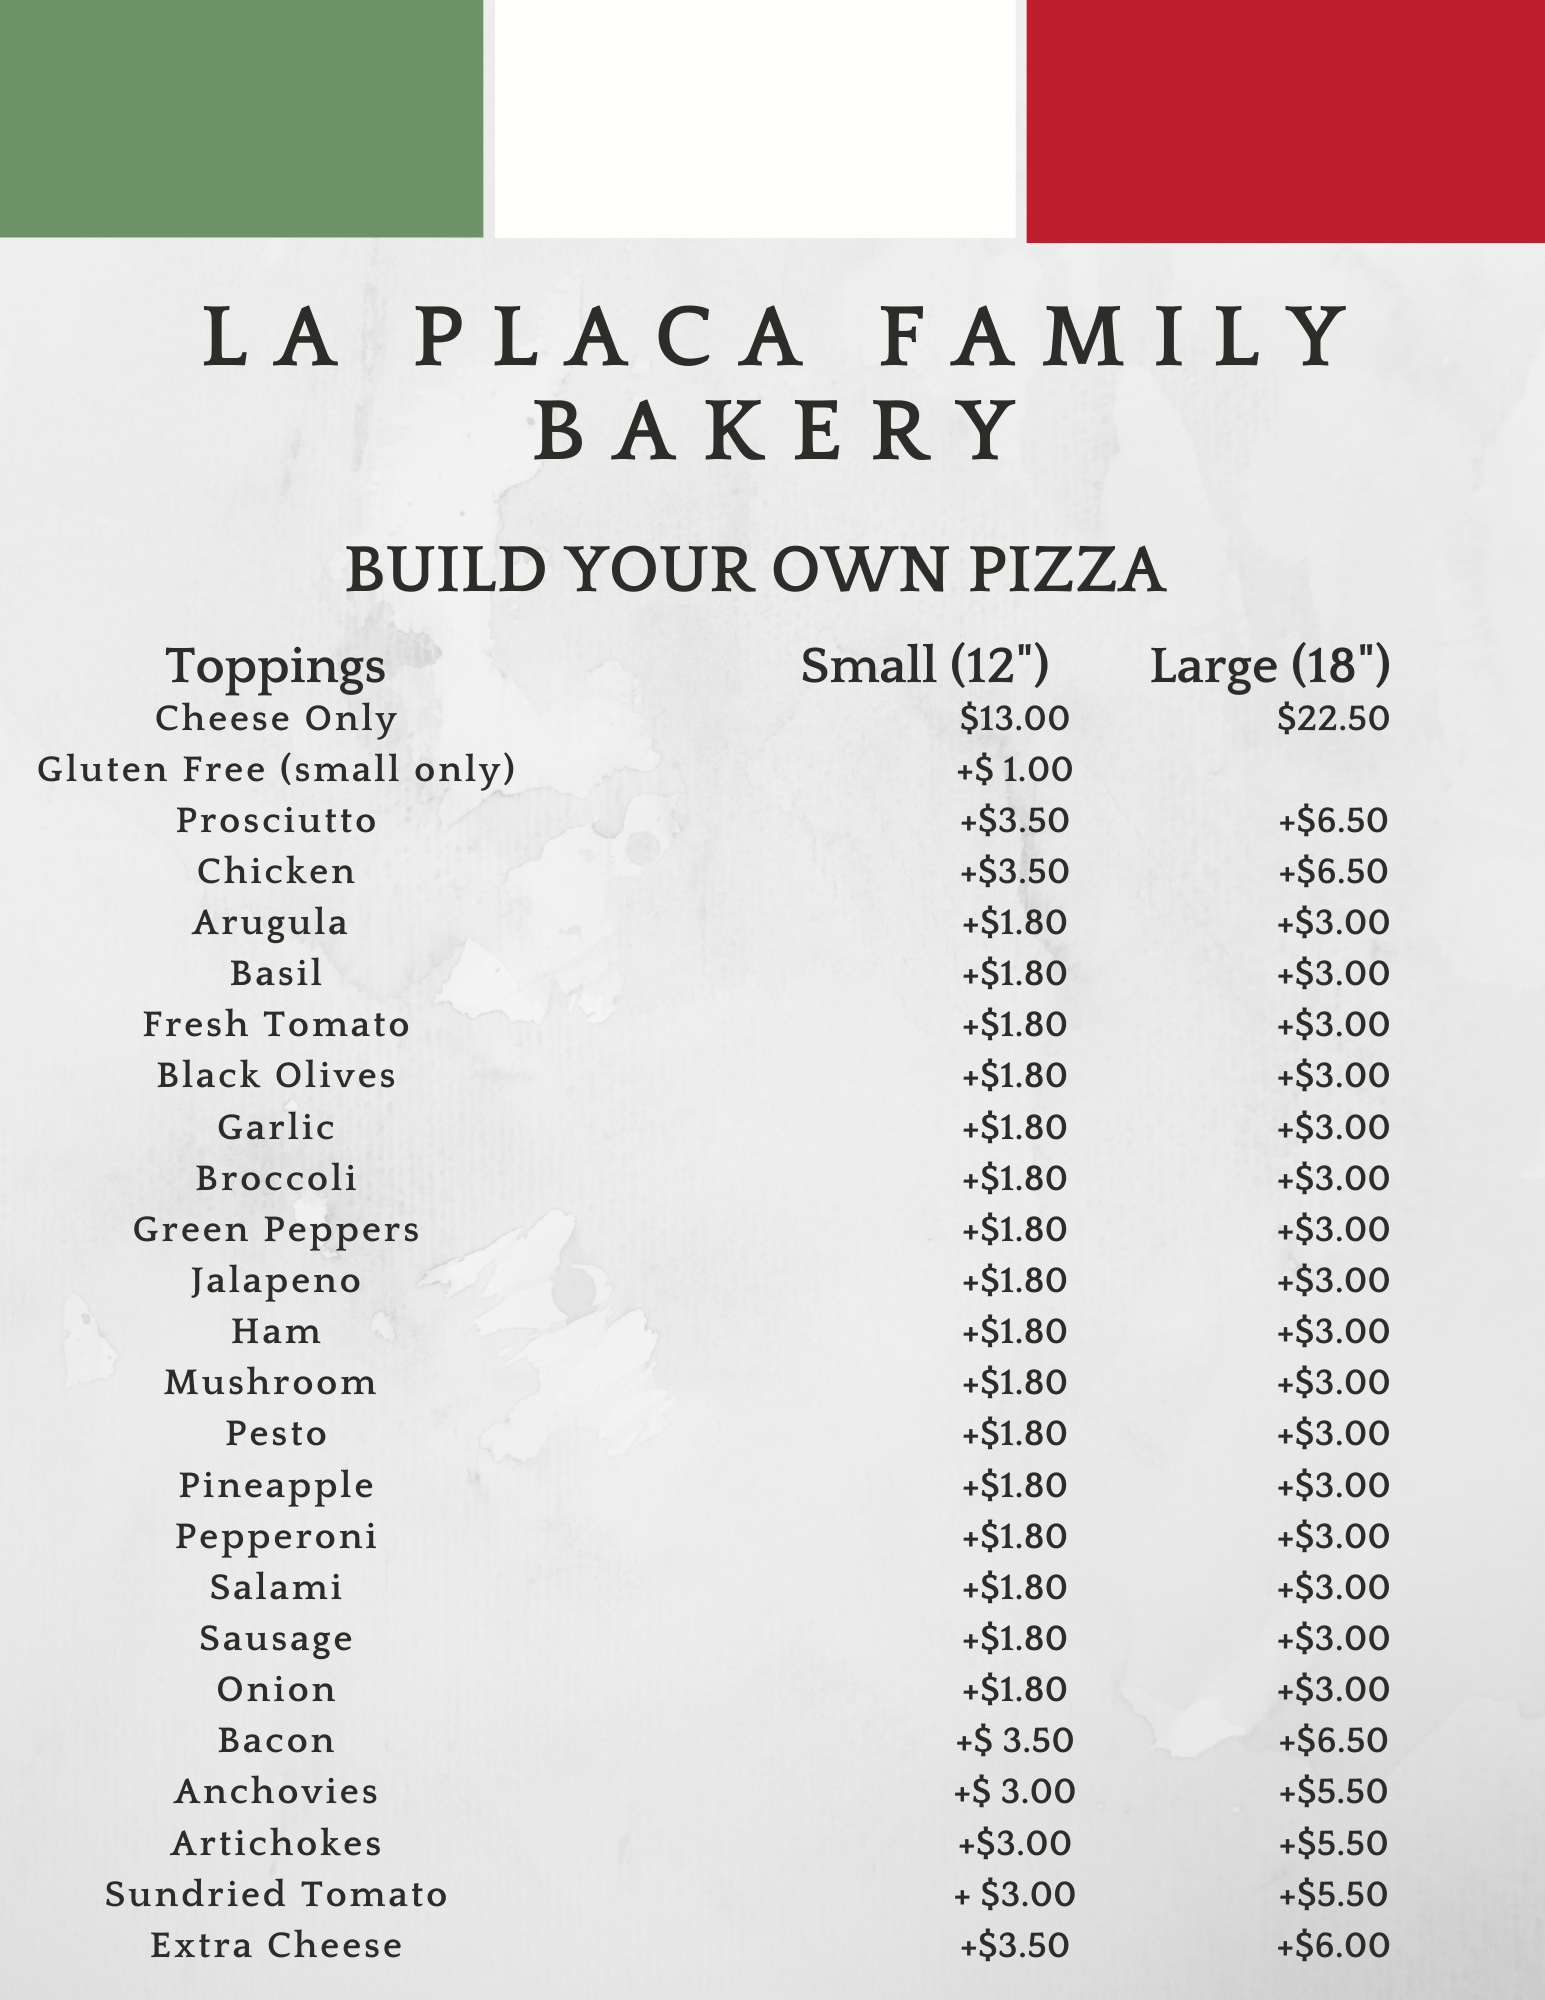 LA PLACA FAMILY
BAKERY
BUILD YOUR OWN PIZZA
Toppings Small (12") Large (18")
Cheese Only $13.00 $22.50
Gluten Free (small only) +$ 1.00
Prosciutto +$3.50 +$6.50
Chicken +$3.50 +$6.50
Arugula +$1.80 +$3.00
Basil +$1.80 +$3.00
Fresh Tomato +$1.80 +$3.00
Black Olives +$1.80 +$3.00
Garlic +$1.80 +$3.00
Broccoli +$1.80 +$3.00
Green Peppers +$1.80 +$3.00
Jalapeno +$1.80 +$3.00
Ham +$1.80 +$3.00
Mushroom +$1.80 +$3.00
Pesto +$1.80 +$3.00
Pineapple +$1.80 +$3.00
Pepperoni +$1.80 +$3.00
Salami +$1.80 +$3.00
Sausage +$1.80 +$3.00
Onion +$1.80 +$3.00
Bacon +$ 3.50 +$6.50
Anchovies +$ 3.00 +$5.50
Artichokes +$3.00 +$5.50
Sundried Tomato + $3.00 +$5.50
Extra Cheese +$3.50 +$6.00